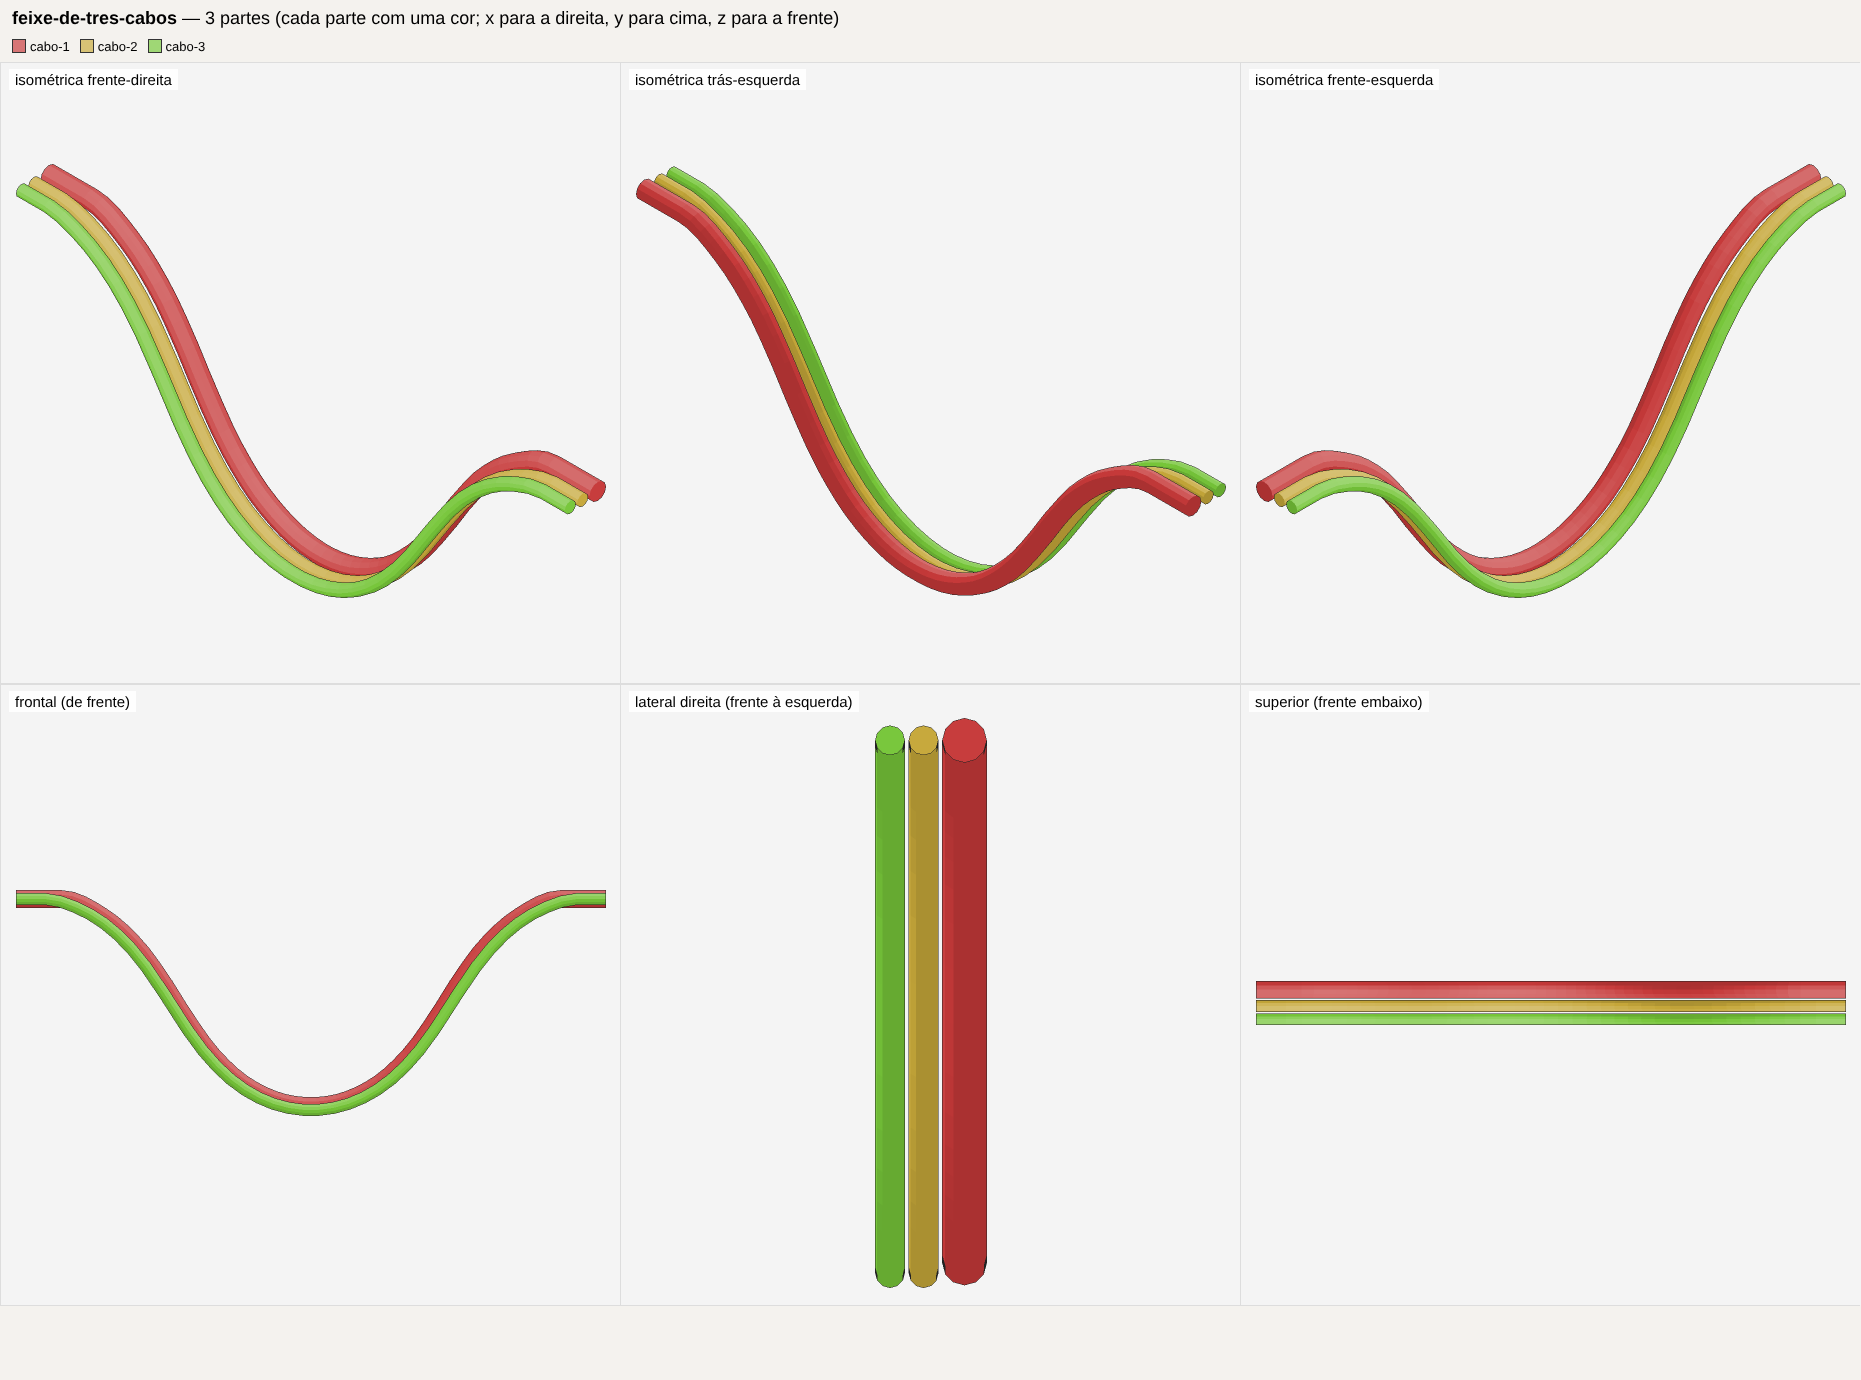 feixe-de-tres-cabos — 3 partes (cada parte com uma cor; x para a direita, y para cima, z para a frente)
cabo-1 cabo-2 cabo-3
isométrica frente-direita
isométrica trás-esquerda
isométrica frente-esquerda
frontal (de frente)
lateral direita (frente à esquerda)
superior (frente embaixo)